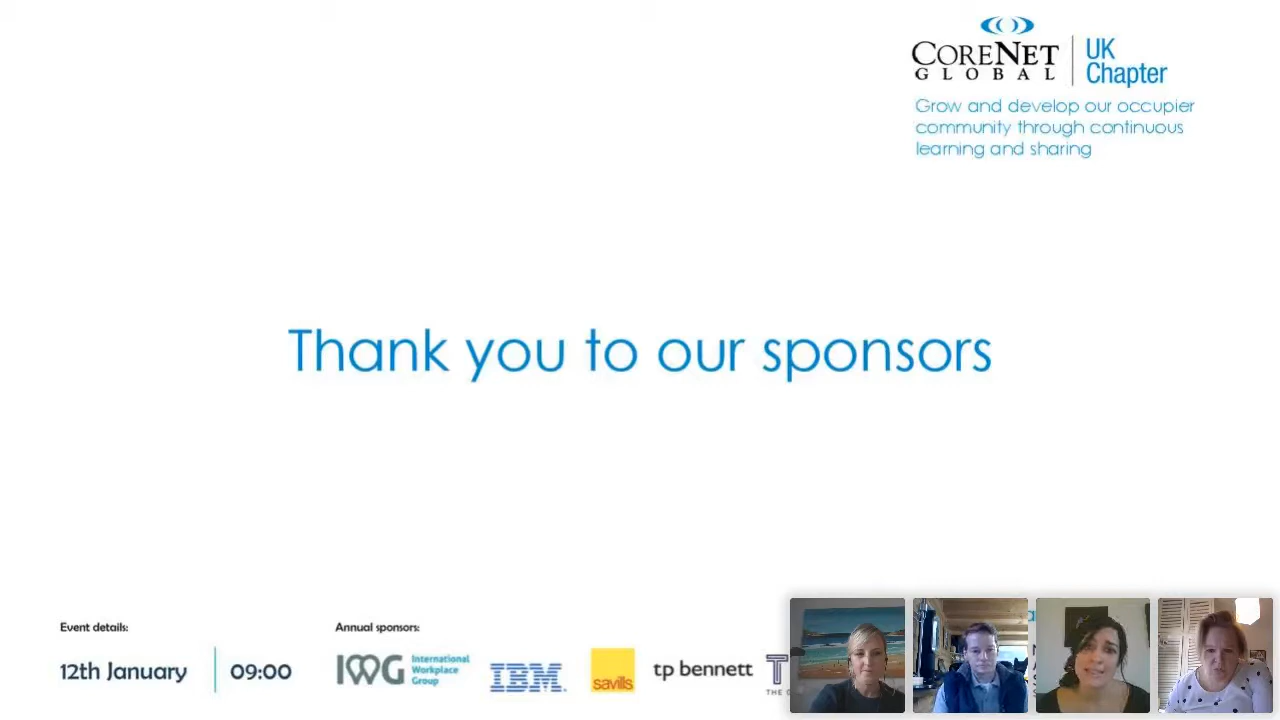 CORENET
GLOBAL
UK
Chapter
Grow and develop our occupier
community through continuous
learning and sharing
Thank you to our sponsors
Event details:
12th January
09:00
Annual sponsors:
IWG
International
Workplace
Group
IBM
savills
tp bennett
THE